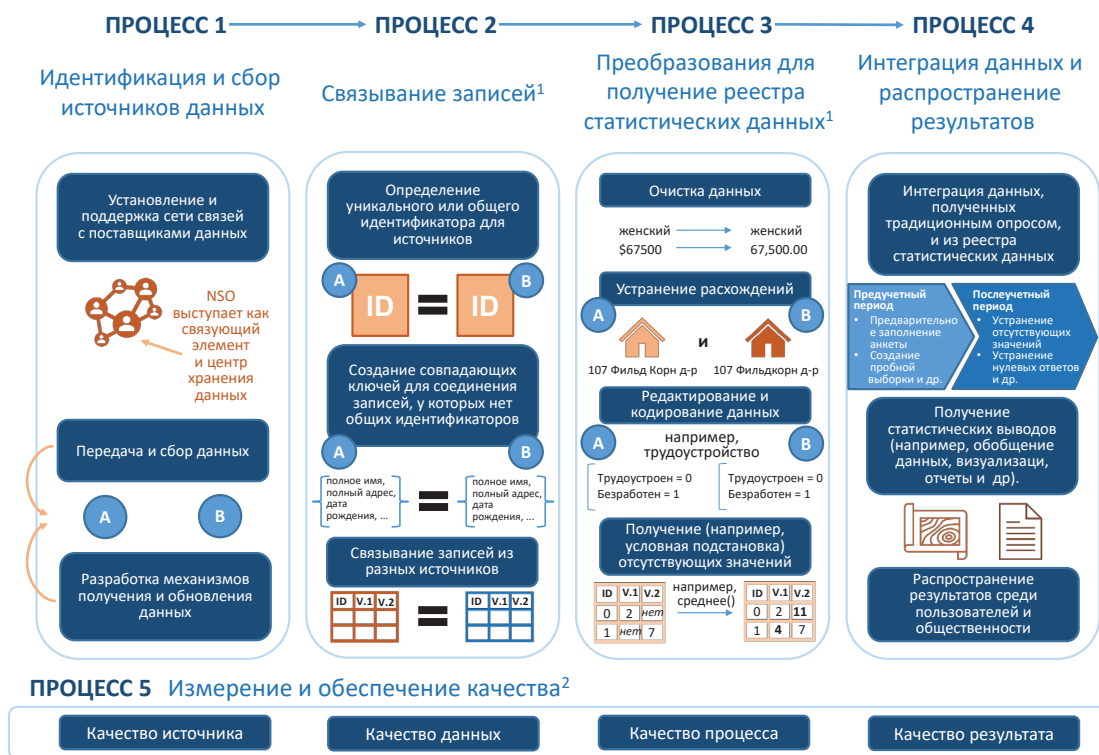 ПРОЦЕСС 1
ПРОЦЕСС 2
ПРОЦЕСС 3
ПРОЦЕСС 4
Идентификация и сбор
источников данных
Связывание записей¹
Преобразования для
получение реестра
статистических данных¹
Интеграция данных и
распространение
результатов
Установление и
поддержка сети связей
с поставщиками данных
NSO
выступает как
связующий
элемент
и центр
хранения
данных
Передача и сбор данных
A
B
Разработка механизмов
получения и обновления
данных
Определение
уникального или общего
идентификатора для
источников
A
B
ID = ID
Создание совпадающих
ключей для соединения
записей, у которых нет
общих идентификаторов
A
B
полное имя,
полный адрес,
дата
рождения, ...
=
полное имя,
полный адрес,
дата
рождения, ...
Связывание записей из
разных источников
ID V.1 V.2
=
ID V.1 V.2
Очистка данных
женский женский
$67500 67,500.00
Устранение расхождений
A
B
и
107 Фильд Корн д-р
107 Фильдкорн д-р
Редактирование и
кодирование данных
A
B
например,
трудоустройство
Трудоустроен = 0
Безработен = 1
Трудоустроен = 0
Безработен = 1
Получение (например,
условная подстановка)
отсутствующих значений
ID V.1 V.2
0 2 нет
1 нет 7
например,
среднее()
ID V.1 V.2
0 2 11
1 4 7
Интеграция данных,
полученных
традиционным опросом,
и из реестра
статистических данных
Предучетный
период
• Предварительно
е заполнение
анкеты
• Создание
пробной
выборки и др.
Послеучетный
период
• Устранение
отсутствующих
значений
• Устранение
нулевых ответов
и др.
Получение
статистических выводов
(например, обобщение
данных, визуализаци,
отчеты и др).
Распространение
результатов среди
пользователей и
общественности
ПРОЦЕСС 5 Измерение и обеспечение качества²
Качество источника
Качество данных
Качество процесса
Качество результата